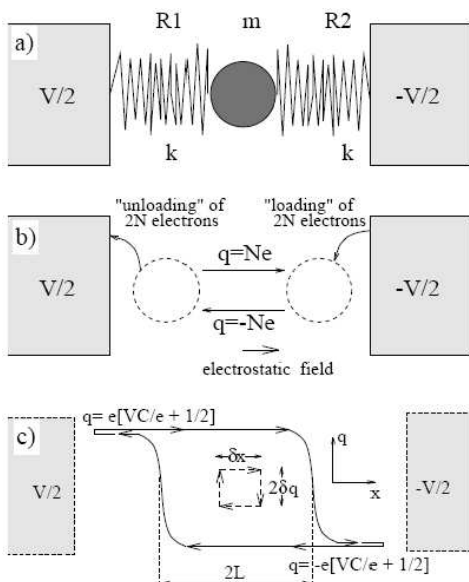 a)
R1 m R2
V/2 -V/2
k k
b)
"unloading" of
2N electrons
"loading" of
2N electrons
V/2 -V/2
q=Ne
q=-Ne
electrostatic field
c)
q= e[VC/e + 1/2]
q
x
δx
2δq
V/2 -V/2
2L
q= -e[VC/e + 1/2]